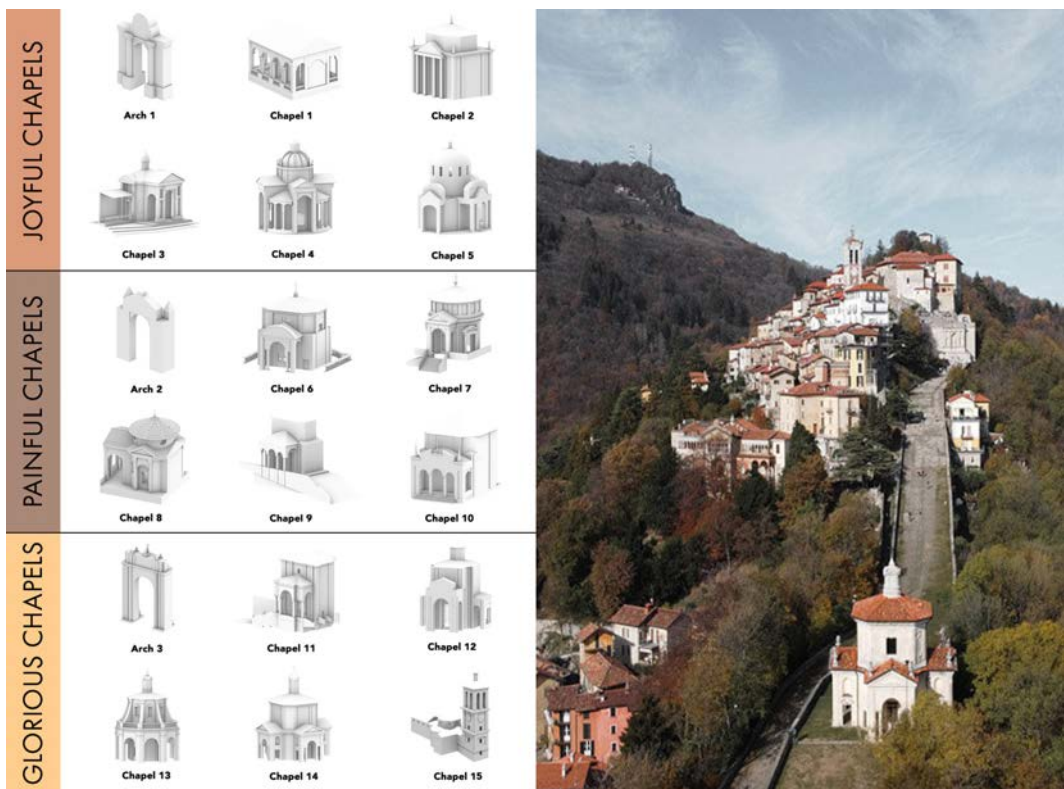 JOYFUL CHAPELS
Arch 1
Chapel 1
Chapel 2
Chapel 3
Chapel 4
Chapel 5
PAINFUL CHAPELS
Arch 2
Chapel 6
Chapel 7
Chapel 8
Chapel 9
Chapel 10
GLORIOUS CHAPELS
Arch 3
Chapel 11
Chapel 12
Chapel 13
Chapel 14
Chapel 15